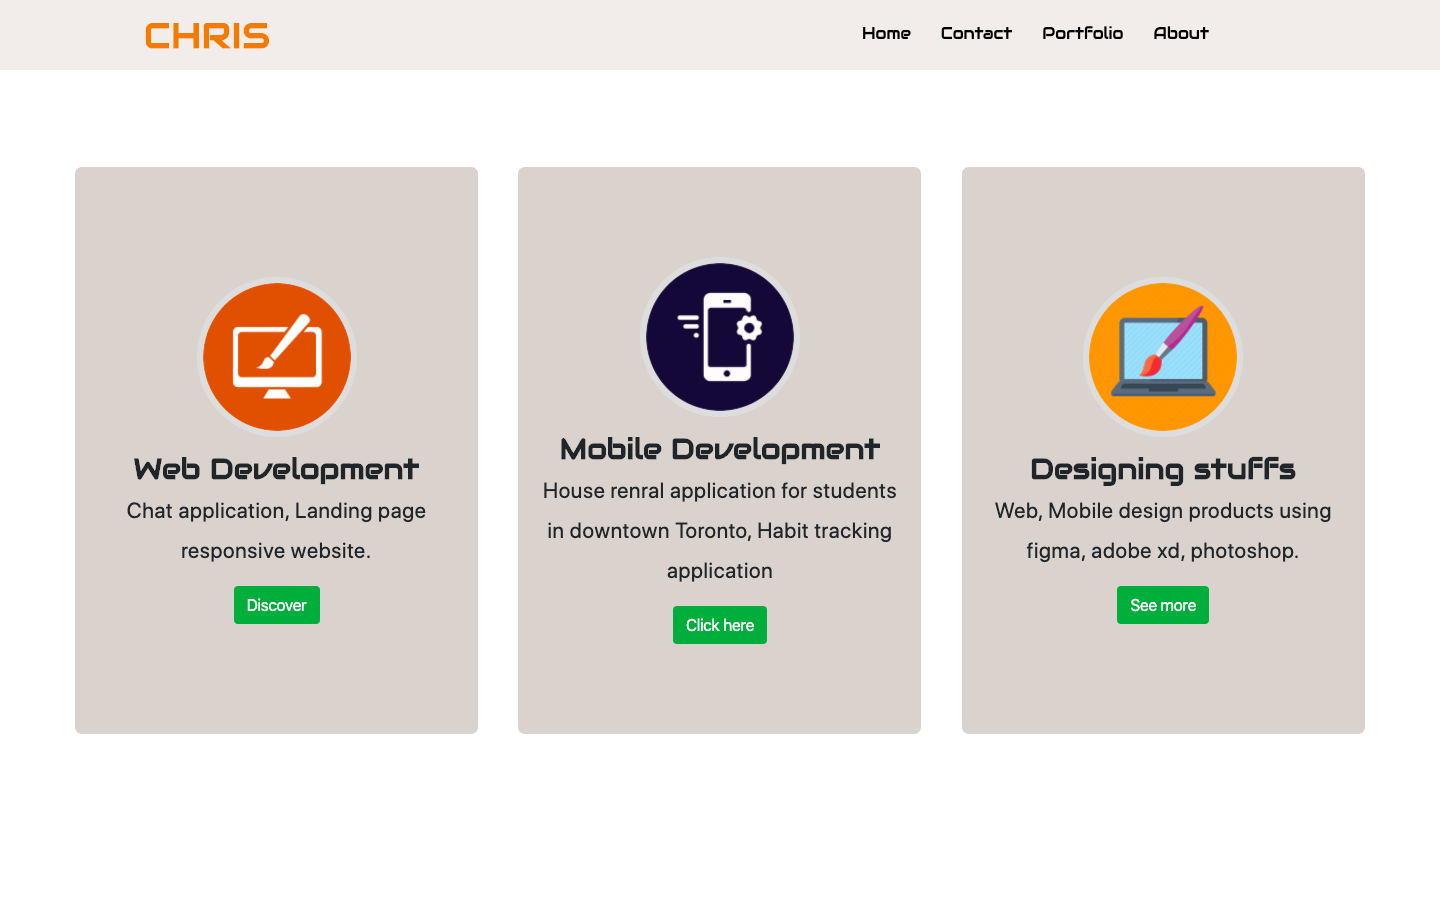 CHRIS
Home Contact Portfolio About
Web Development
Chat application, Landing page
responsive website.
Discover
Mobile Development
House renral application for students
in downtown Toronto, Habit tracking
application
Click here
Designing stuffs
Web, Mobile design products using
figma, adobe xd, photoshop.
See more